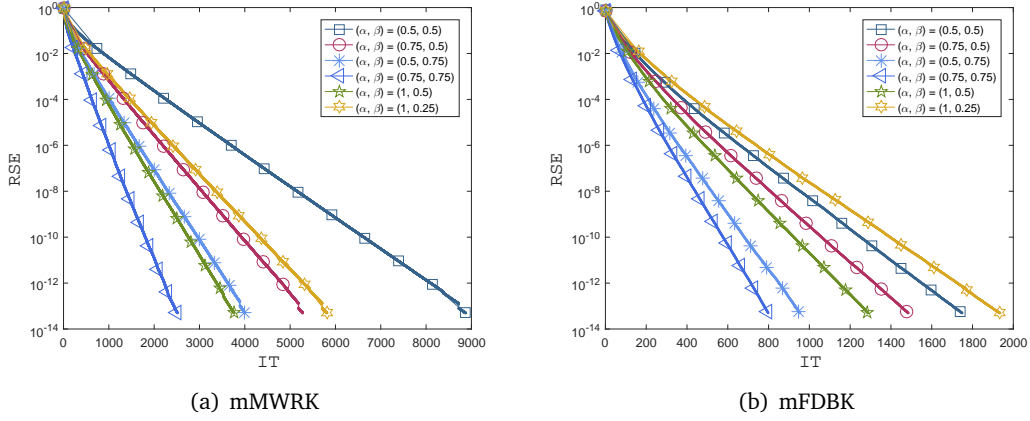 10^0
10^-2
10^-4
10^-6
10^-8
10^-10
10^-12
10^-14
RSE
0 1000 2000 3000 4000 5000 6000 7000 8000 9000
IT
(α, β) = (0.5, 0.5)
(α, β) = (0.75, 0.5)
(α, β) = (0.5, 0.75)
(α, β) = (0.75, 0.75)
(α, β) = (1, 0.5)
(α, β) = (1, 0.25)
(a) mMWRK
10^0
10^-2
10^-4
10^-6
10^-8
10^-10
10^-12
10^-14
RSE
0 200 400 600 800 1000 1200 1400 1600 1800 2000
IT
(α, β) = (0.5, 0.5)
(α, β) = (0.75, 0.5)
(α, β) = (0.5, 0.75)
(α, β) = (0.75, 0.75)
(α, β) = (1, 0.5)
(α, β) = (1, 0.25)
(b) mFDBK